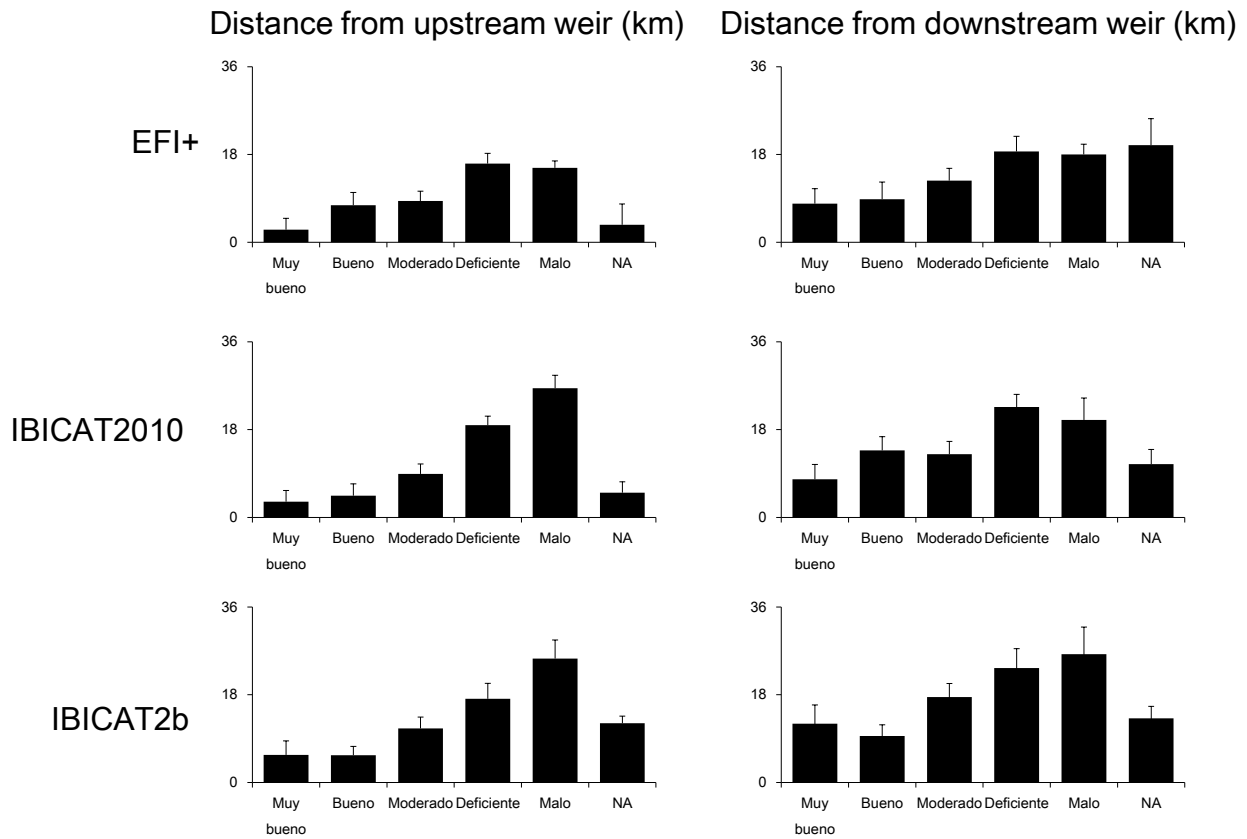 Distance from upstream weir (km) Distance from downstream weir (km)
EFI+
36
18
0
Muy bueno Bueno Moderado Deficiente Malo NA
36
18
0
Muy bueno Bueno Moderado Deficiente Malo NA
IBICAT2010
36
18
0
Muy bueno Bueno Moderado Deficiente Malo NA
36
18
0
Muy bueno Bueno Moderado Deficiente Malo NA
IBICAT2b
36
18
0
Muy bueno Bueno Moderado Deficiente Malo NA
36
18
0
Muy bueno Bueno Moderado Deficiente Malo NA